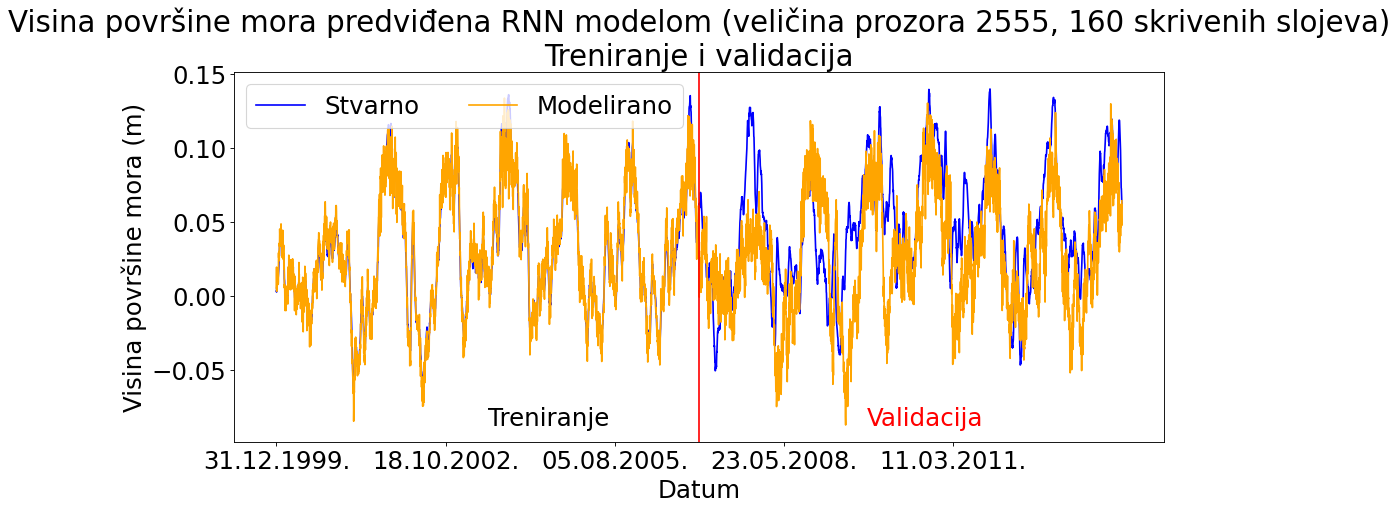 Visina površine mora predviđena RNN modelom (veličina prozora 2555, 160 skrivenih slojeva)
Treniranje i validacija
Stvarno
Modelirano
Visina površine mora (m)
0.15
0.10
0.05
0.00
−0.05
Treniranje
Validacija
31.12.1999.
18.10.2002.
05.08.2005.
23.05.2008.
11.03.2011.
Datum